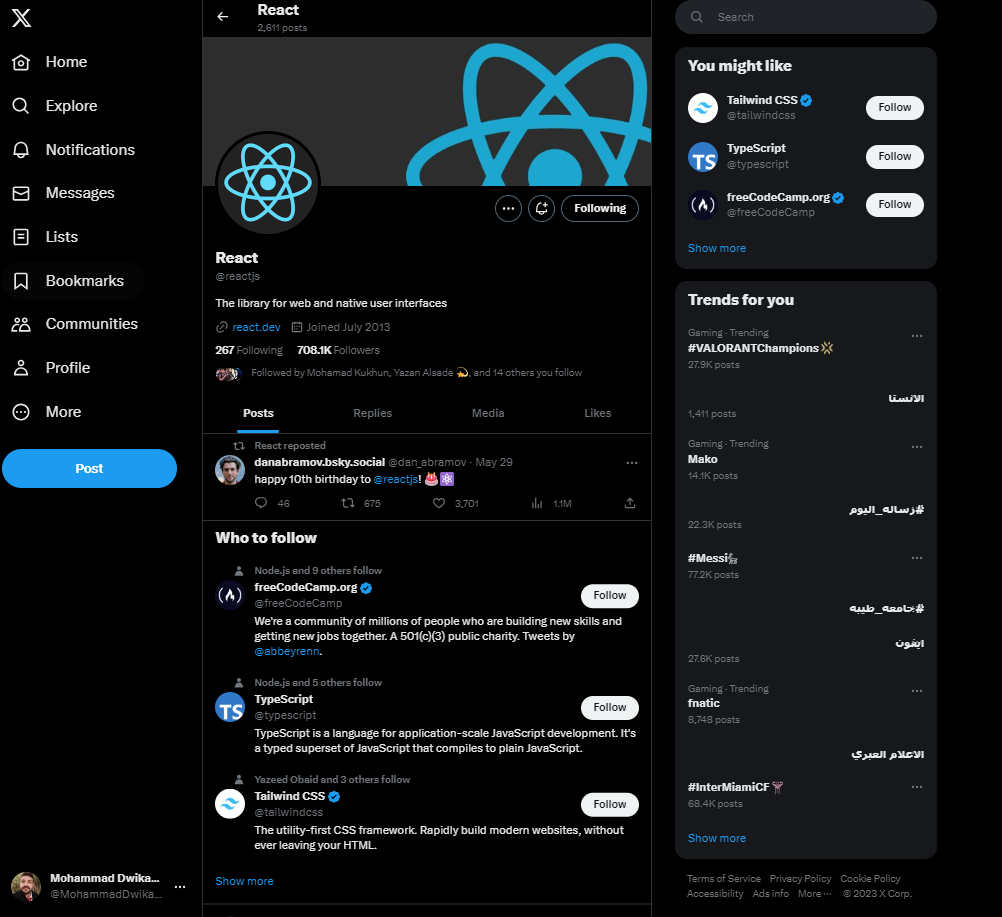 Home
Explore
Notifications
Messages
Lists
Bookmarks
Communities
Profile
More
Post
Mohammad Dwika...
@MohammadDwika...
React
2,611 posts
Following
React
@reactjs
The library for web and native user interfaces
react.dev Joined July 2013
267 Following 708.1K Followers
Followed by Mohamad Kukhun, Yazan Alsade 💫, and 14 others you follow
Posts Replies Media Likes
React reposted
danabramov.bsky.social @dan_abramov · May 29
happy 10th birthday to @reactjs! 🎂⚛️
46 675 3,701 1.1M
Who to follow
Node.js and 9 others follow
freeCodeCamp.org
@freeCodeCamp
Follow
We're a community of millions of people who are building new skills and
getting new jobs together. A 501(c)(3) public charity. Tweets by
@abbeyrenn.
Node.js and 5 others follow
TypeScript
@typescript
Follow
TypeScript is a language for application-scale JavaScript development. It's
a typed superset of JavaScript that compiles to plain JavaScript.
Yazeed Obaid and 3 others follow
Tailwind CSS
@tailwindcss
Follow
The utility-first CSS framework. Rapidly build modern websites, without
ever leaving your HTML.
Show more
Search
You might like
Tailwind CSS
@tailwindcss
Follow
TypeScript
@typescript
Follow
freeCodeCamp.org
@freeCodeCamp
Follow
Show more
Trends for you
Gaming · Trending
#VALORANTChampions
27.9K posts
الانستا
1,411 posts
Gaming · Trending
Mako
14.1K posts
#رساله_اليوم
22.3K posts
#Messi
77.2K posts
#جامعه_طيبه
ايفون
27.6K posts
Gaming · Trending
fnatic
8,748 posts
الاعلام العبري
#InterMiamiCF
68.4K posts
Show more
Terms of Service Privacy Policy Cookie Policy
Accessibility Ads info More ··· © 2023 X Corp.